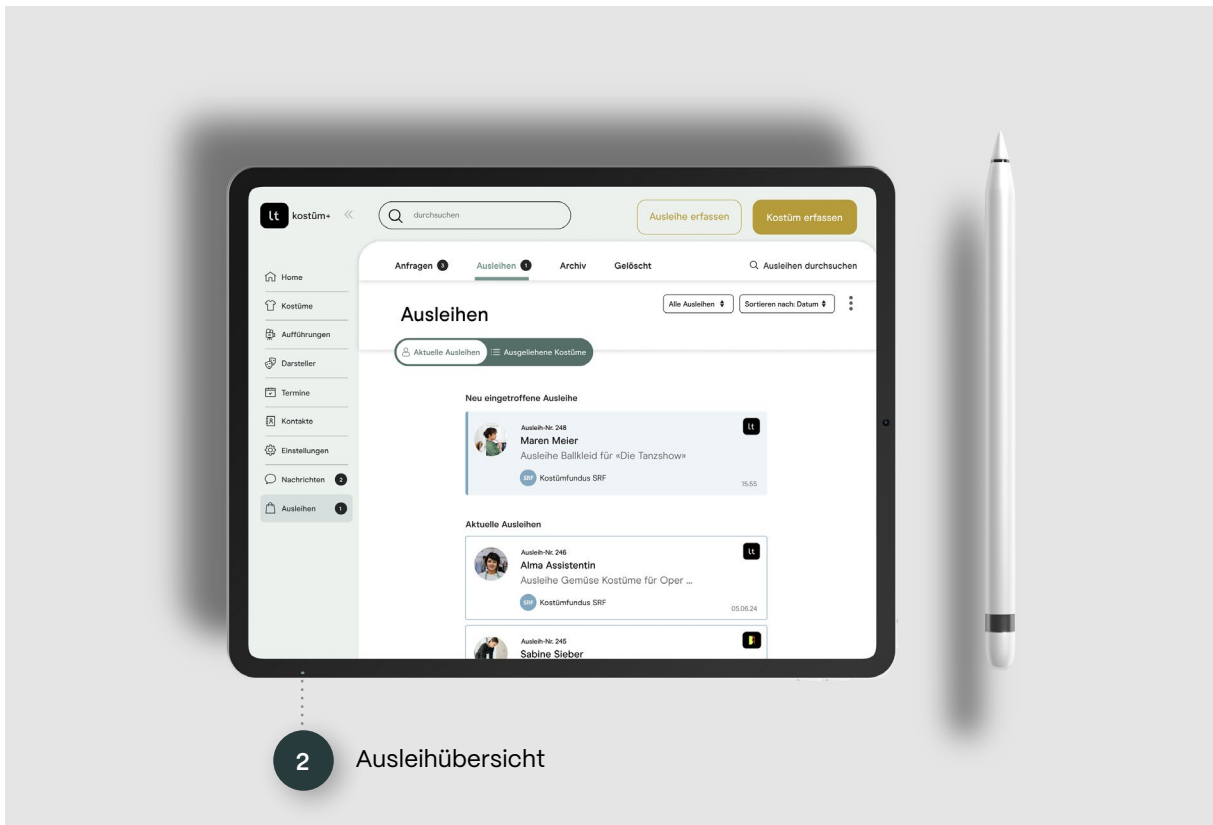 lt kostüm+
durchsuchen
Ausleihe erfassen
Kostüm erfassen
Home
Kostüme
Aufführungen
Darsteller
Termine
Kontakte
Einstellungen
Nachrichten 2
Ausleihen 1
Anfragen 3
Ausleihen 1
Archiv
Gelöscht
Ausleihen durchsuchen
Ausleihen
Alle Ausleihen
Sortieren nach: Datum
Aktuelle Ausleihen
Ausgeliehene Kostüme
Neu eingetroffene Ausleihe
Ausleih-Nr. 248
lt
Maren Meier
Ausleihe Ballkleid für «Die Tanzshow»
SRF Kostümfundus SRF
15:55
Aktuelle Ausleihen
Ausleih-Nr. 246
lt
Alma Assistentin
Ausleihe Gemüse Kostüme für Oper ...
SRF Kostümfundus SRF
05.06.24
Ausleih-Nr. 245
Sabine Sieber
2 Ausleihübersicht